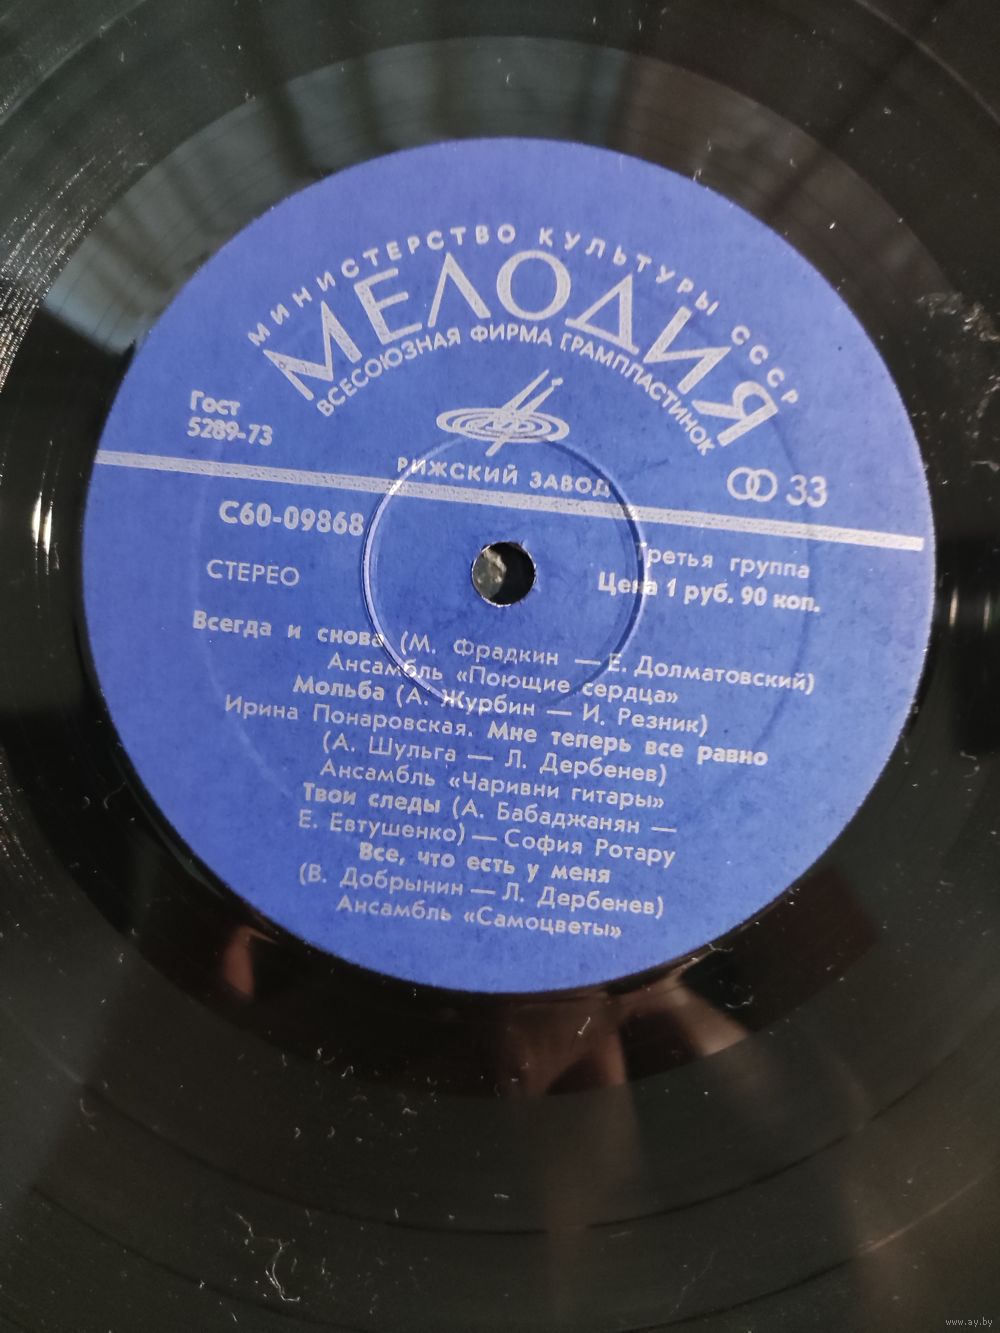 МИНИСТЕРСТВО КУЛЬТУРЫ СССР
МЕЛОДИЯ
ВСЕСОЮЗНАЯ ФИРМА ГРАМПЛАСТИНОК
Гост
5289-73
РИЖСКИЙ ЗАВОД
33
С60-09868
Третья группа
СТЕРЕО
Цена 1 руб. 90 коп.
Всегда и снова (М. Фрадкин — Е. Долматовский)
Ансамбль «Поющие сердца»
Мольба (А. Журбин — И. Резник)
Ирина Понаровская. Мне теперь все равно
(А. Шульга — Л. Дербенев)
Ансамбль «Чаривни гитары»
Твои следы (А. Бабаджанян —
Е. Евтушенко) — София Ротару
Все, что есть у меня
(В. Добрынин — Л. Дербенев)
Ансамбль «Самоцветы»
www.ay.by